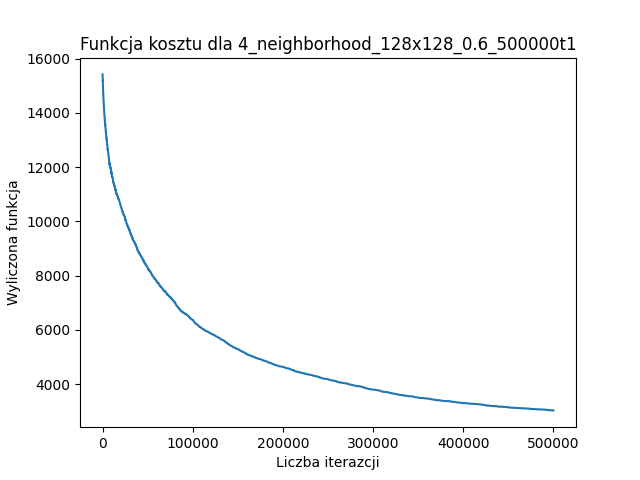 Funkcja kosztu dla 4_neighborhood_128x128_0.6_500000t1
16000
14000
12000
10000
8000
6000
4000
Wyliczona funkcja
0 100000 200000 300000 400000 500000
Liczba iterazcji